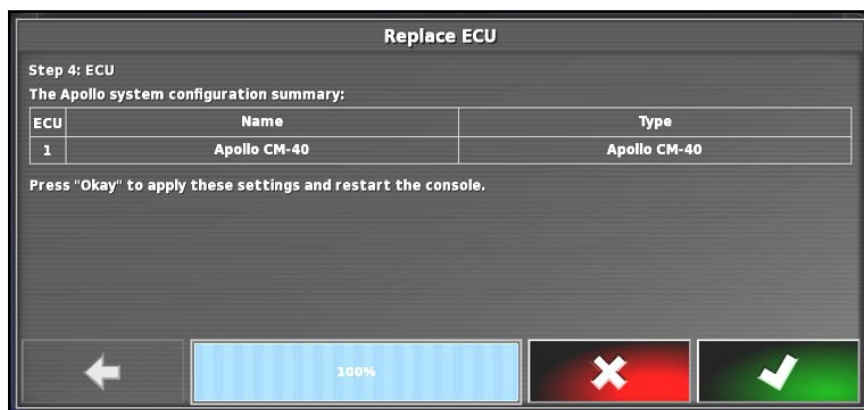 Replace ECU
Step 4: ECU
The Apollo system configuration summary:
ECU Name Type
1 Apollo CM-40 Apollo CM-40
Press "Okay" to apply these settings and restart the console.
100%